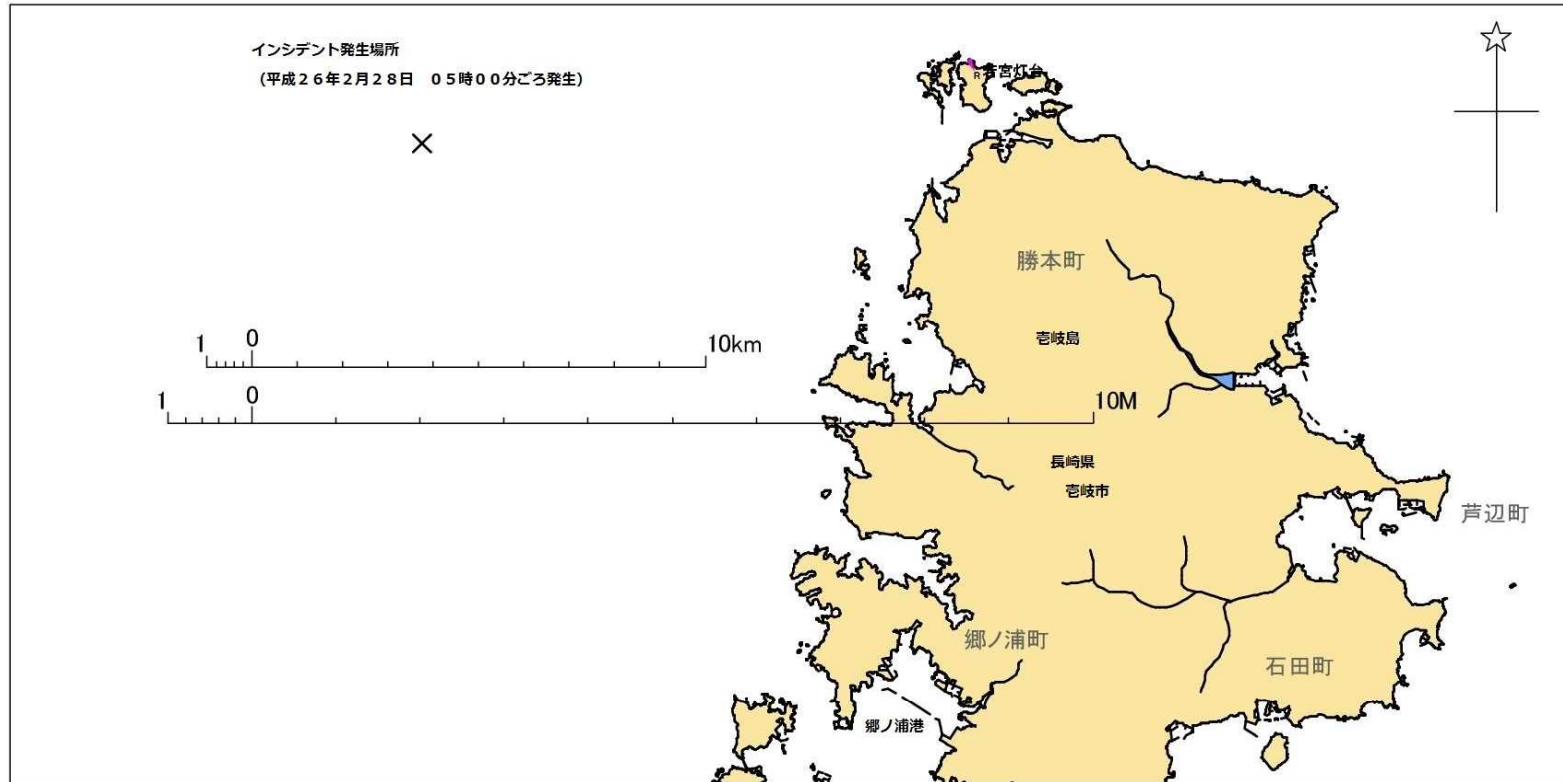 インシデント発生場所
(平成26年2月28日 05時00分ごろ発生)
若宮灯台
R
勝本町
壱岐島
1 0 10km
1 0 10M
長崎県
壱岐市
芦辺町
郷ノ浦町
石田町
郷ノ浦港